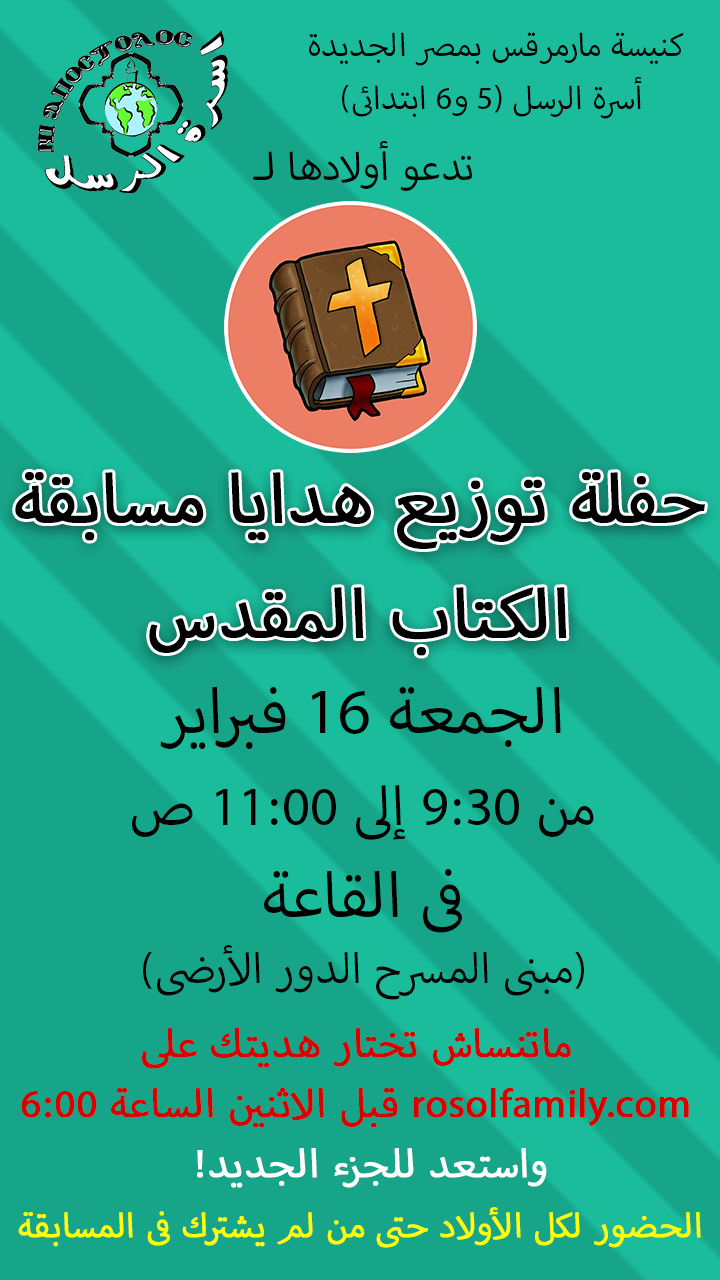 كنيسة مارمرقس بمصر الجديدة
أسرة الرسل (5 و6 ابتدائى)
ⲚⲒ ⲀⲠⲞⲤⲦⲞⲖⲞⲤ
اسرة الرسل
تدعو أولادها لـ
حفلة توزيع هدايا مسابقة
الكتاب المقدس
الجمعة 16 فبراير
من 9:30 إلى 11:00 ص
فى القاعة
(مبنى المسرح الدور الأرضى)
ماتنساش تختار هديتك على
rosolfamily.com قبل الاثنين الساعة 6:00
واستعد للجزء الجديد!
الحضور لكل الأولاد حتى من لم يشترك فى المسابقة